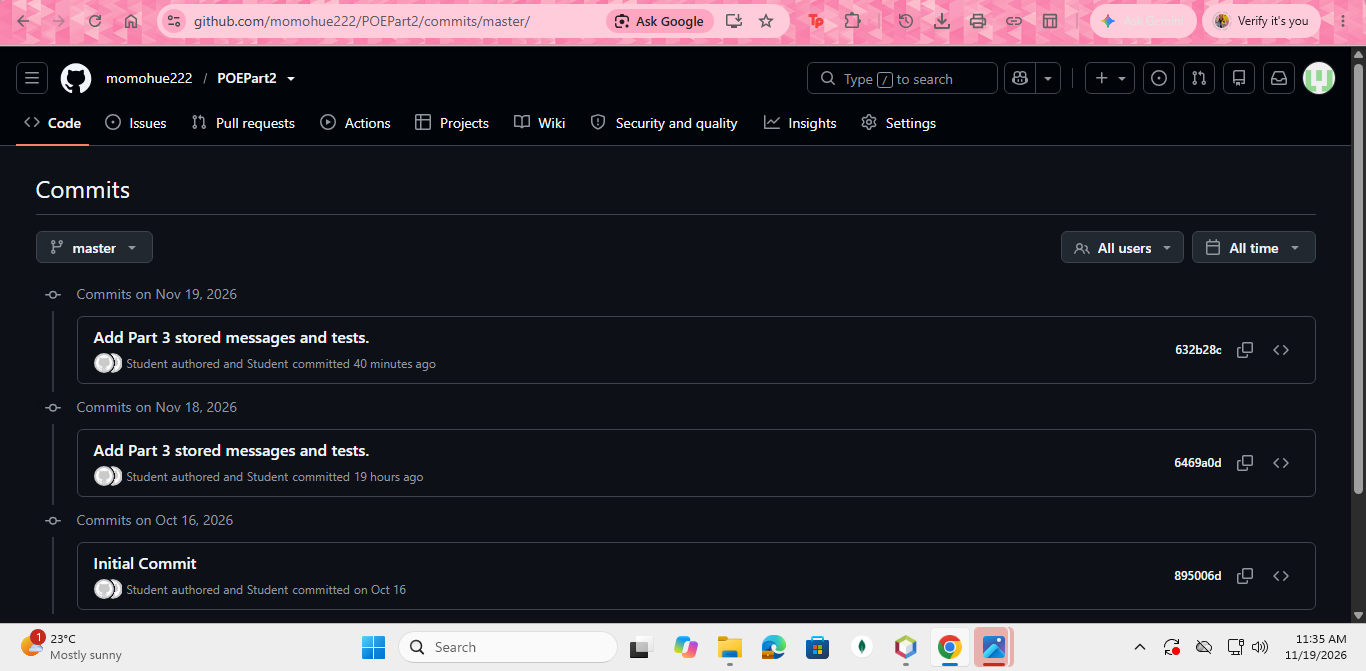 github.com/momohue222/POEPart2/commits/master/
Ask Google
Tp
Ask Gemini
Verify it's you
momohue222 / POEPart2
Type / to search
Code
Issues
Pull requests
Actions
Projects
Wiki
Security and quality
Insights
Settings
Commits
master
All users
All time
Commits on Nov 19, 2026
Add Part 3 stored messages and tests.
632b28c
Student authored and Student committed 40 minutes ago
Commits on Nov 18, 2026
Add Part 3 stored messages and tests.
6469a0d
Student authored and Student committed 19 hours ago
Commits on Oct 16, 2026
Initial Commit
895006d
Student authored and Student committed on Oct 16
1
23°C
Mostly sunny
Search
11:35 AM
11/19/2026